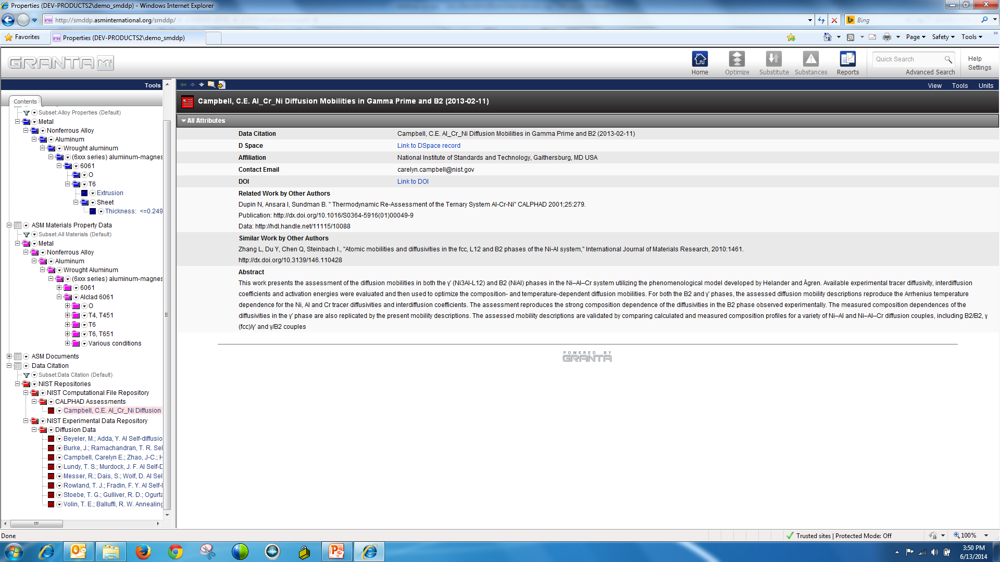 Properties (DEV-PRODUCTS2\demo_smddp) - Windows Internet Explorer
http://smddp.asminternational.org/smddp/
Bing
Favorites
Properties (DEV-PRODUCTS2\demo_smddp)
Page
Safety
Tools
GRANTA Mi
Home
Optimize
Substitute
Substances
Reports
Quick Search
Advanced Search
Help
Settings
Tools
View
Tools
Units
Contents
Subset:Alloy Properties (Default)
Metal
Nonferrous Alloy
Aluminum
Wrought aluminum
(6xxx series) aluminum-magnes
6061
O
T6
Extrusion
Sheet
Thickness: <=0.249
ASM Materials Property Data
Subset:All Materials (Default)
Metal
Nonferrous Alloy
Aluminum
Wrought Aluminum
(6xxx series) aluminum-magnes
6061
Alclad 6061
O
T4, T451
T6
T6, T651
Various conditions
ASM Documents
Data Citation
Subset:Data Citation (Default)
NIST Repositories
NIST Computational File Repository
CALPHAD Assessments
Campbell, C.E. Al_Cr_Ni Diffusion
NIST Experimental Data Repository
Diffusion Data
Beyeler, M.; Adda, Y. Al Self-diffusio
Burke, J.; Ramachandran, T. R. Sel
Campbell, Carelyn E.; Zhao, J-C.; H
Lundy, T. S.; Murdock, J. F. Al Self-D
Messer, R.; Dais, S.; Wolf, D. Al Sel
Rowland, T. J.; Fradin, F. Y. Al Self-
Stoebe, T. G.; Gulliver, R. D.; Ogurta
Volin, T. E.; Balluffi, R. W. Annealing
Campbell, C.E. Al_Cr_Ni Diffusion Mobilities in Gamma Prime and B2 (2013-02-11)
All Attributes
Data Citation Campbell, C.E. Al_Cr_Ni Diffusion Mobilities in Gamma Prime and B2 (2013-02-11)
D Space Link to DSpace record
Affiliation National Institute of Standards and Technology, Gaithersburg, MD USA
Contact Email carelyn.campbell@nist.gov
DOI Link to DOI
Related Work by Other Authors
Dupin N, Ansara I, Sundman B. " Thermodynamic Re-Assessment of the Ternary System Al-Cr-Ni" CALPHAD 2001;25:279.
Publication: http://dx.doi.org/10.1016/S0364-5916(01)00049-9
Data: http://hdl.handle.net/11115/10088
Similar Work by Other Authors
Zhang L, Du Y, Chen Q, Steinbach I., "Atomic mobilities and diffusivities in the fcc, L12 and B2 phases of the Ni-Al system," International Journal of Materials Research, 2010:1461.
http://dx.doi.org/10.3139/146.110428
Abstract
This work presents the assessment of the diffusion mobilities in both the γ′ (Ni3Al-L12) and B2 (NiAl) phases in the Ni–Al–Cr system utilizing the phenomenological model developed by Helander and Ågren. Available experimental tracer diffusivity, interdiffusion
coefficients and activation energies were evaluated and then used to optimize the composition- and temperature-dependent diffusion mobilities. For both the B2 and γ′ phases, the assessed diffusion mobility descriptions reproduce the Arrhenius temperature
dependence for the Ni, Al and Cr tracer diffusivities and interdiffusion coefficients. The assessment reproduces the strong composition dependence of the diffusivities in the B2 phase observed experimentally. The measured composition dependences of the
diffusivities in the γ′ phase are also replicated by the present mobility descriptions. The assessed mobility descriptions are validated by comparing calculated and measured composition profiles for a variety of Ni–Al and Ni–Al–Cr diffusion couples, including B2/B2, γ
(fcc)/γ′ and γ/B2 couples
POWERED BY
GRANTA
Done
Trusted sites | Protected Mode: Off
100%
3:50 PM
6/13/2014